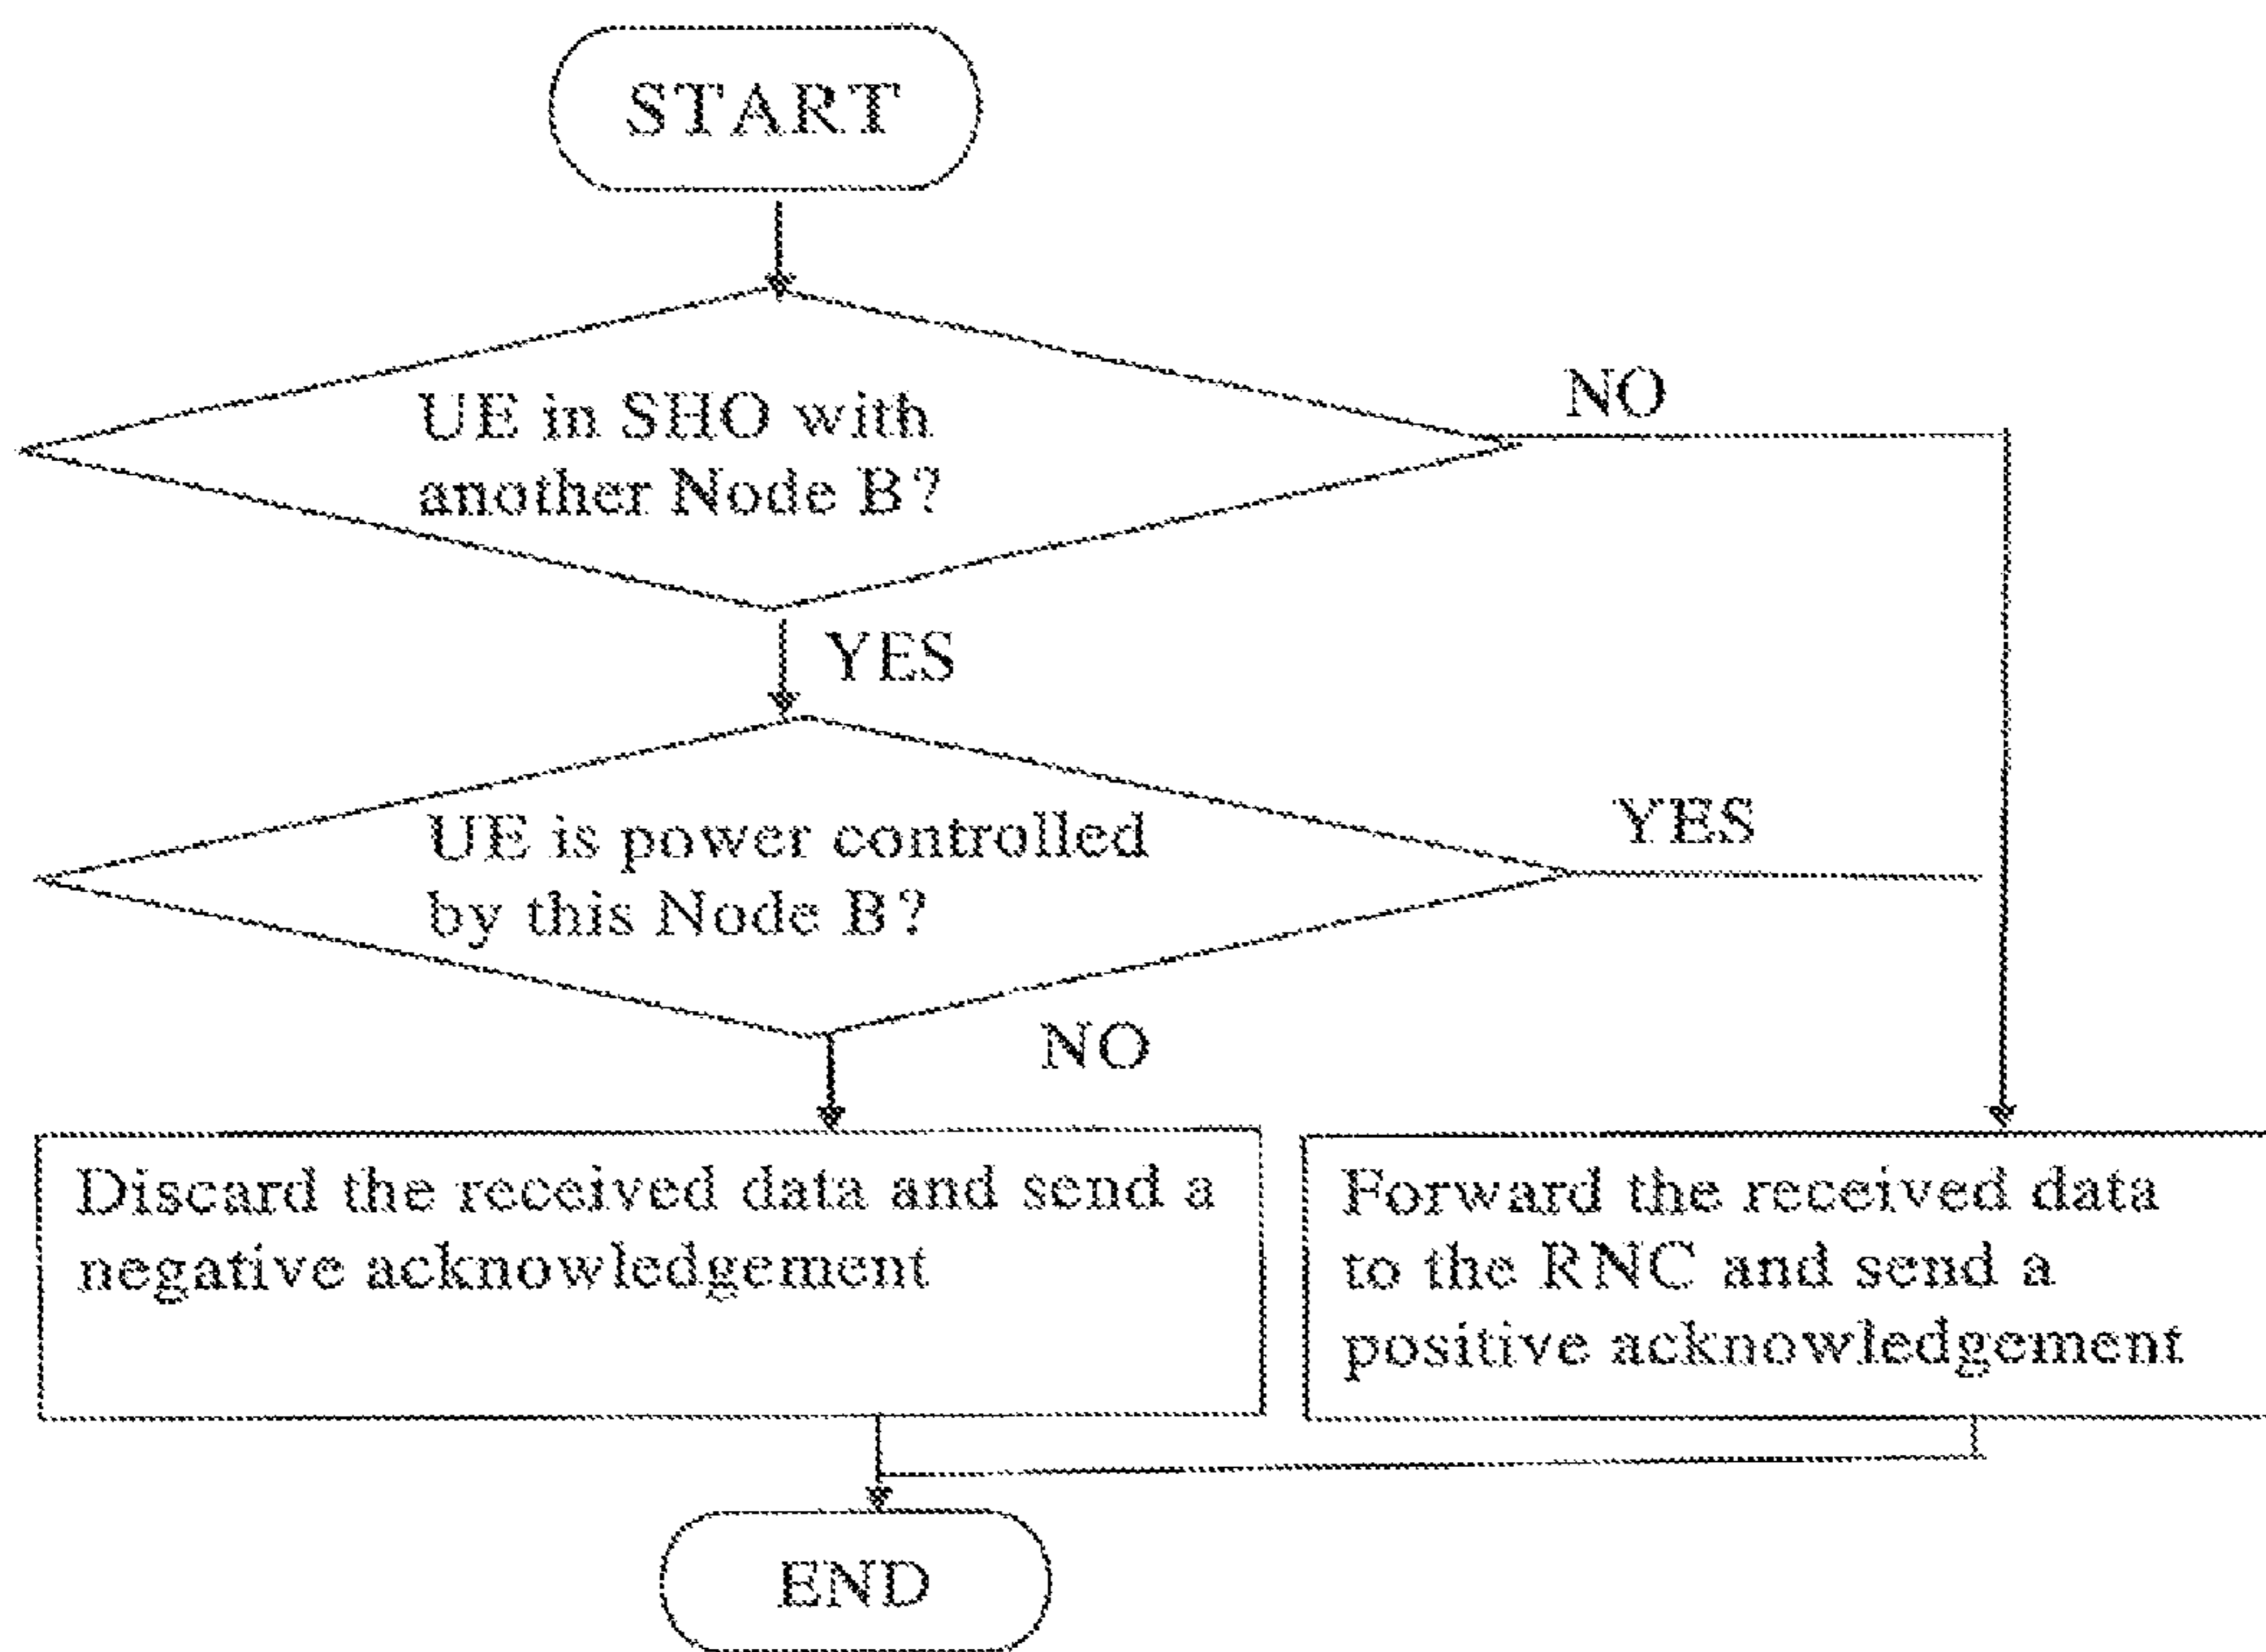 START
UE in SHO with
another Node B?
NO
YES
UE is power controlled
by this Node B?
YES
NO
Discard the received data and send a
negative acknowledgement
Forward the received data
to the RNC and send a
positive acknowledgement
END